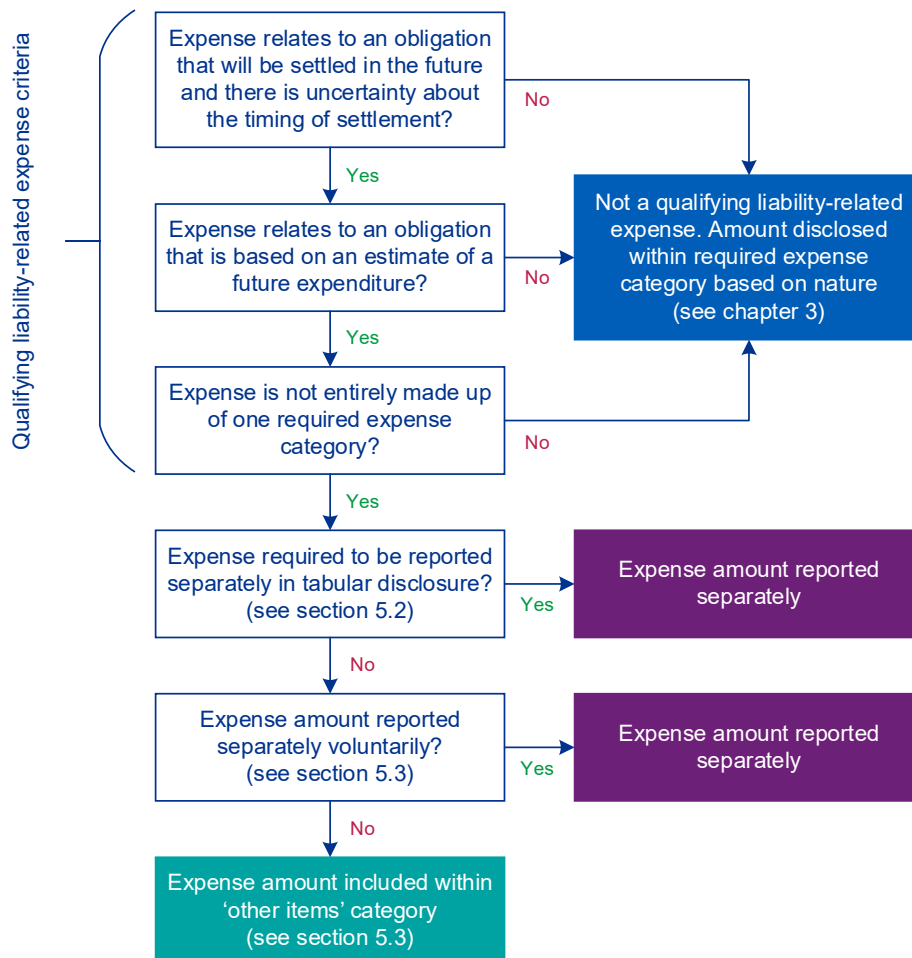 Qualifying liability-related expense criteria
Expense relates to an obligation
that will be settled in the future
and there is uncertainty about
the timing of settlement?
No
Yes
Expense relates to an obligation
that is based on an estimate of a
future expenditure?
No
Not a qualifying liability-related
expense. Amount disclosed
within required expense
category based on nature
(see chapter 3)
Yes
Expense is not entirely made up
of one required expense
category?
No
Yes
Expense required to be reported
separately in tabular disclosure?
(see section 5.2)
Yes
Expense amount reported
separately
No
Expense amount reported
separately voluntarily?
(see section 5.3)
Yes
Expense amount reported
separately
No
Expense amount included within
‘other items’ category
(see section 5.3)